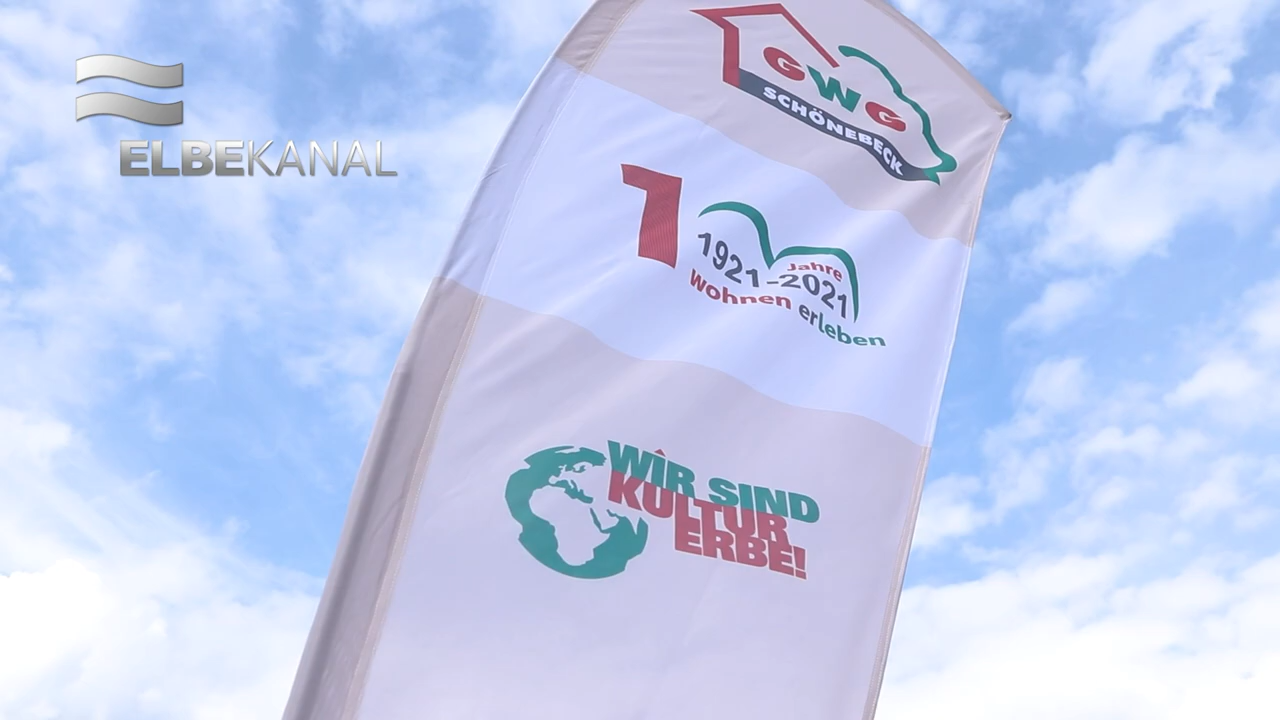 ELBEKANAL
GWG
SCHÖNEBECK
1
Jahre
1921-2021
wohnen erleben
WIR SIND
KULTUR
ERBE!